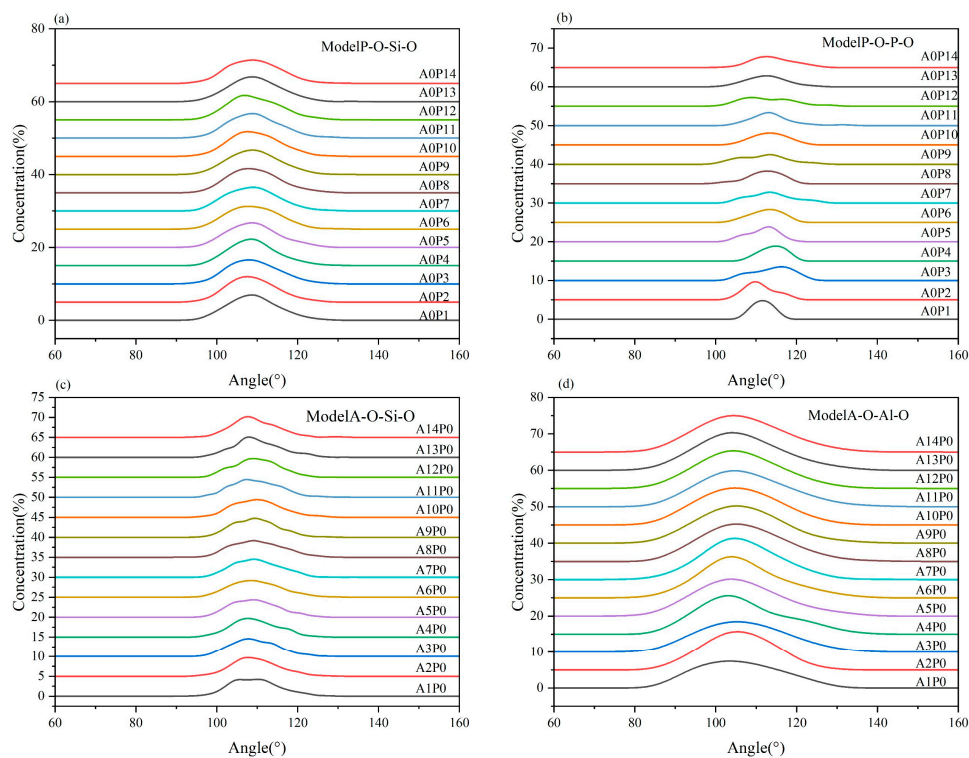 (a)
ModelP-O-Si-O
80
60
40
20
0
Concentration(%)
A0P14
A0P13
A0P12
A0P11
A0P10
A0P9
A0P8
A0P7
A0P6
A0P5
A0P4
A0P3
A0P2
A0P1
60 80 100 120 140 160
Angle(°)
(b)
ModelP-O-P-O
70
60
50
40
30
20
10
0
Concentration(%)
A0P14
A0P13
A0P12
A0P11
A0P10
A0P9
A0P8
A0P7
A0P6
A0P5
A0P4
A0P3
A0P2
A0P1
60 80 100 120 140 160
Angle(°)
(c)
ModelA-O-Si-O
75
70
65
60
55
50
45
40
35
30
25
20
15
10
5
0
Concentration(%)
A14P0
A13P0
A12P0
A11P0
A10P0
A9P0
A8P0
A7P0
A6P0
A5P0
A4P0
A3P0
A2P0
A1P0
60 80 100 120 140 160
Angle(°)
(d)
ModelA-O-Al-O
80
70
60
50
40
30
20
10
0
Concentration(%)
A14P0
A13P0
A12P0
A11P0
A10P0
A9P0
A8P0
A7P0
A6P0
A5P0
A4P0
A3P0
A2P0
A1P0
60 80 100 120 140 160
Angle(°)